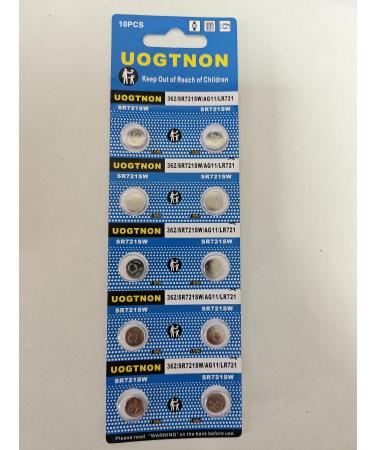 10PCS
UOGTNON
Keep Out of Reach of Children
UOGTNON 362/SR721SW/AG11/LR721
SR721SW SR721SW
UOGTNON 362/SR721SW/AG11/LR721
SR721SW SR721SW
UOGTNON 362/SR721SW/AG11/LR721
SR721SW SR721SW
UOGTNON 362/SR721SW/AG11/LR721
SR721SW SR721SW
UOGTNON 362/SR721SW/AG11/LR721
SR721SW SR721SW
Please read "WARNING" on the back before use.